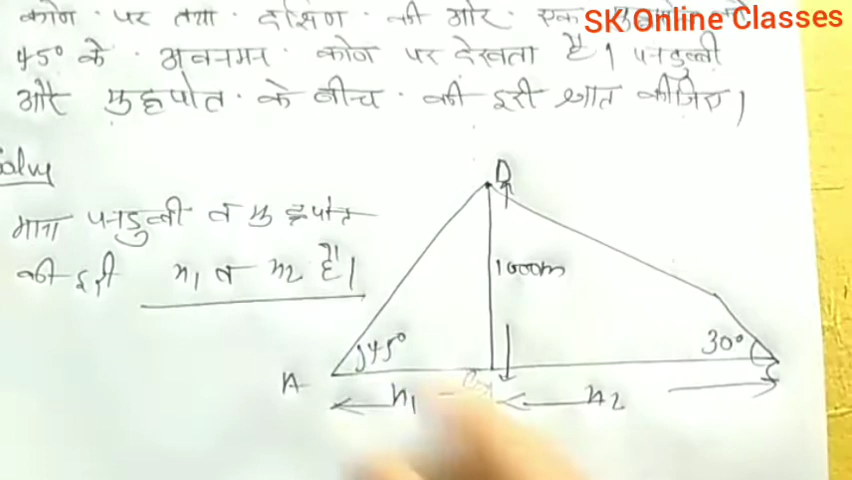 SK Online Classes
कोण पर तथा दक्षिण की ओर एक
45° के अवनमन कोण पर देखता है। पनडुब्बी
और युद्धपोत के बीच की दूरी ज्ञात कीजिए।
Solv
माना पनडुब्बी व युद्धपोत
की दूरी x₁ व x₂ है।
D
1000m
45°
30°
A
x₁
x₂